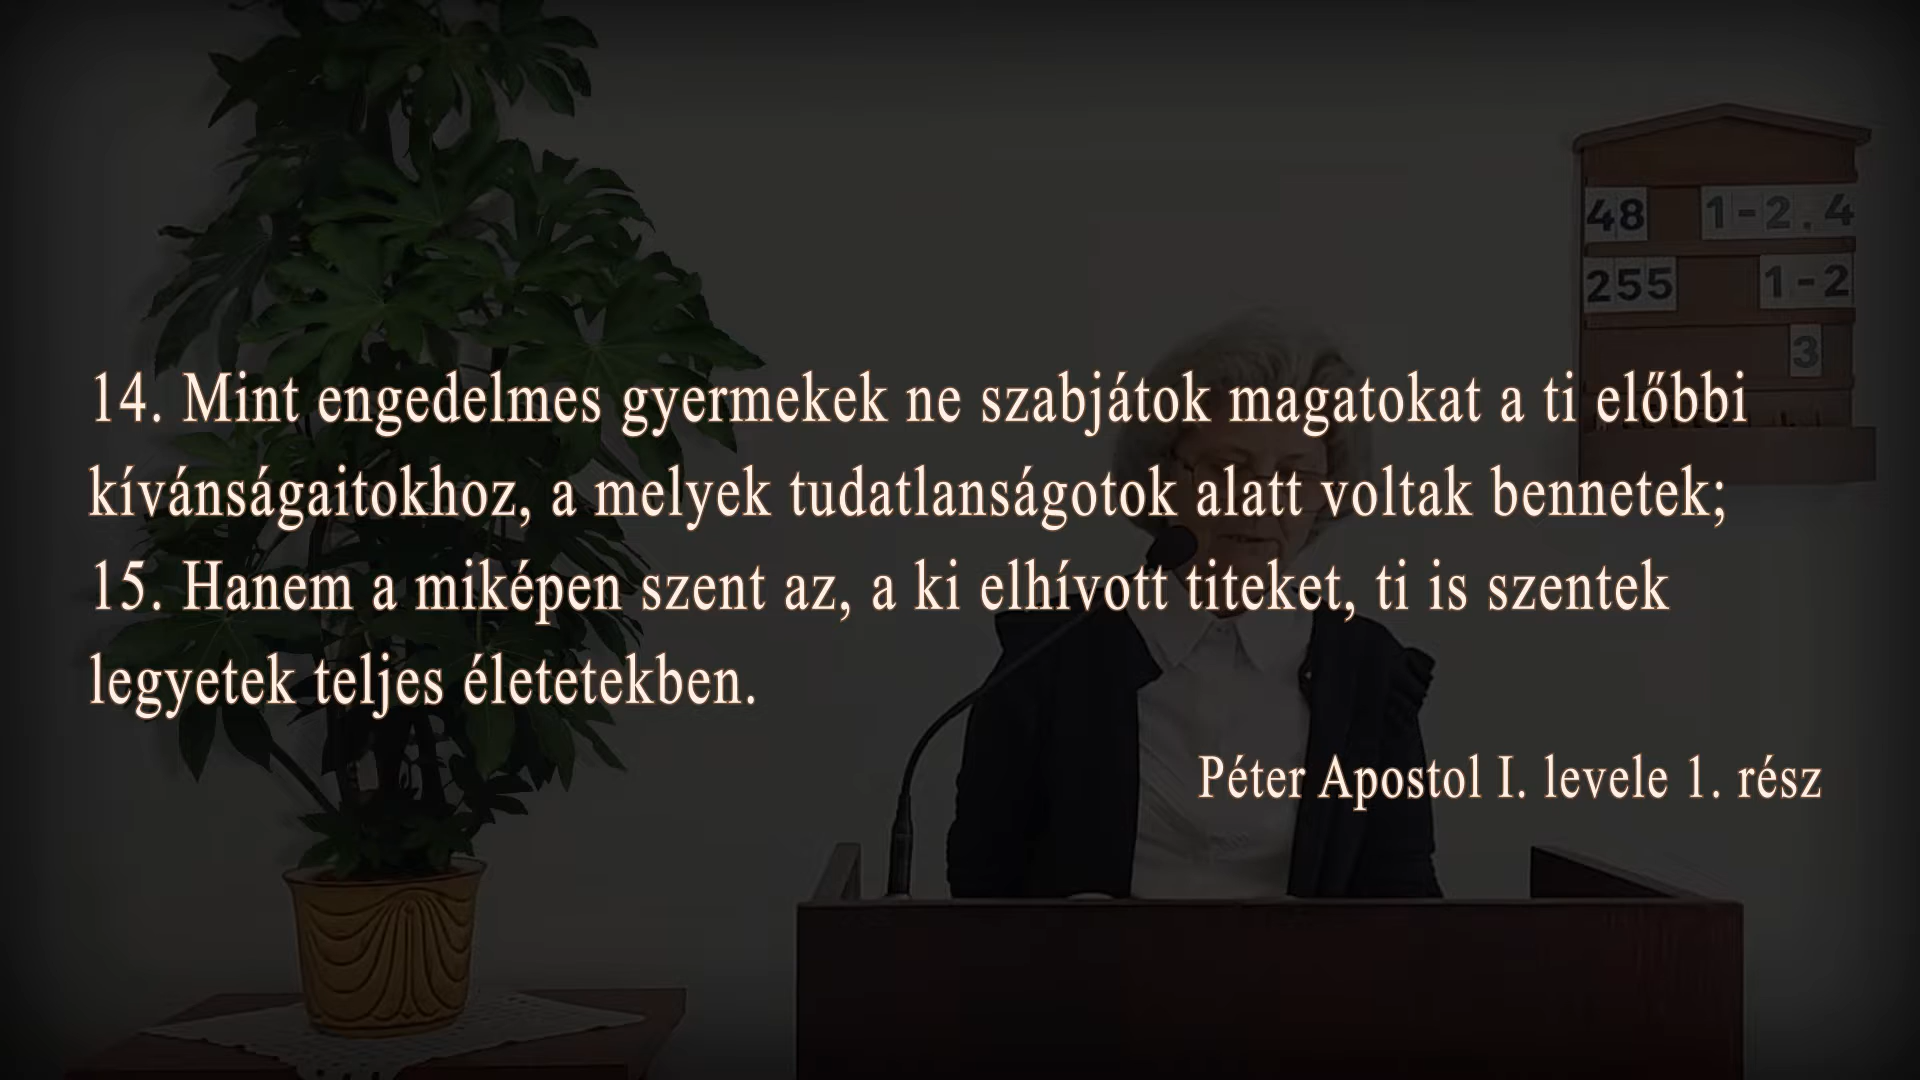 48 1-2.4
255 1-2
3
14. Mint engedelmes gyermekek ne szabjátok magatokat a ti előbbi
kívánságaitokhoz, a melyek tudatlanságotok alatt voltak bennetek;
15. Hanem a miképen szent az, a ki elhívott titeket, ti is szentek
legyetek teljes életetekben.
Péter Apostol I. levele 1. rész